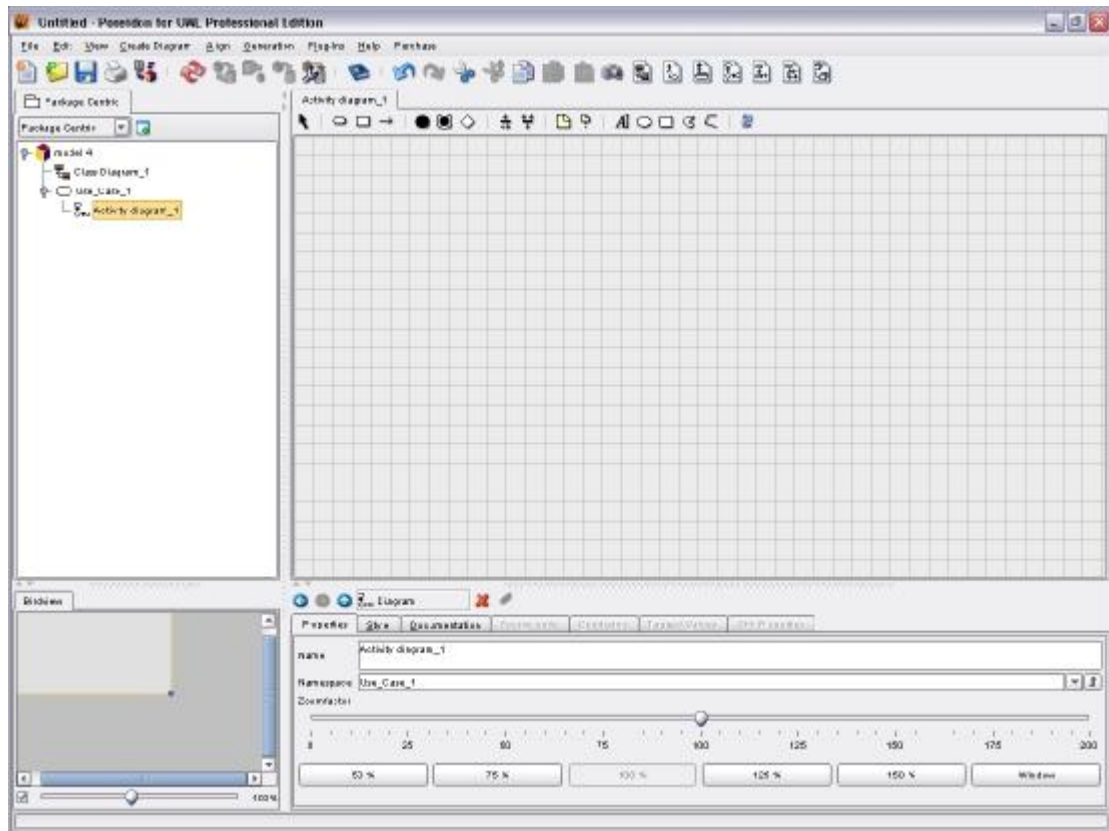 Untitled - Poseidon for UML Professional Edition
File Edit View Create Diagram Align Generation Plug-Ins Help Purchase
Package Centric
Activity diagram_1
Package Centric
model 4
Class Diagram_1
Use_Case_1
Activity diagram_1
Birdview
Diagram
Properties Style Documentation Constraints Tagged Values
Name Activity diagram_1
Namespace Use_Case_1
Zoomfactor
0 25 50 75 100 125 150 175 200
50 % 75 % 100 % 125 % 150 % Window
100%